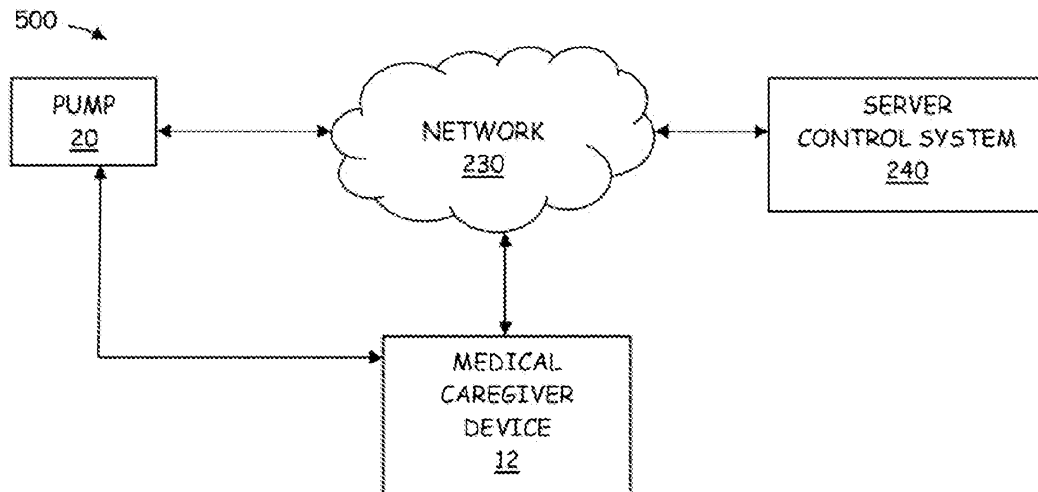 500
PUMP
20
NETWORK
230
SERVER
CONTROL SYSTEM
240
MEDICAL
CAREGIVER
DEVICE
12